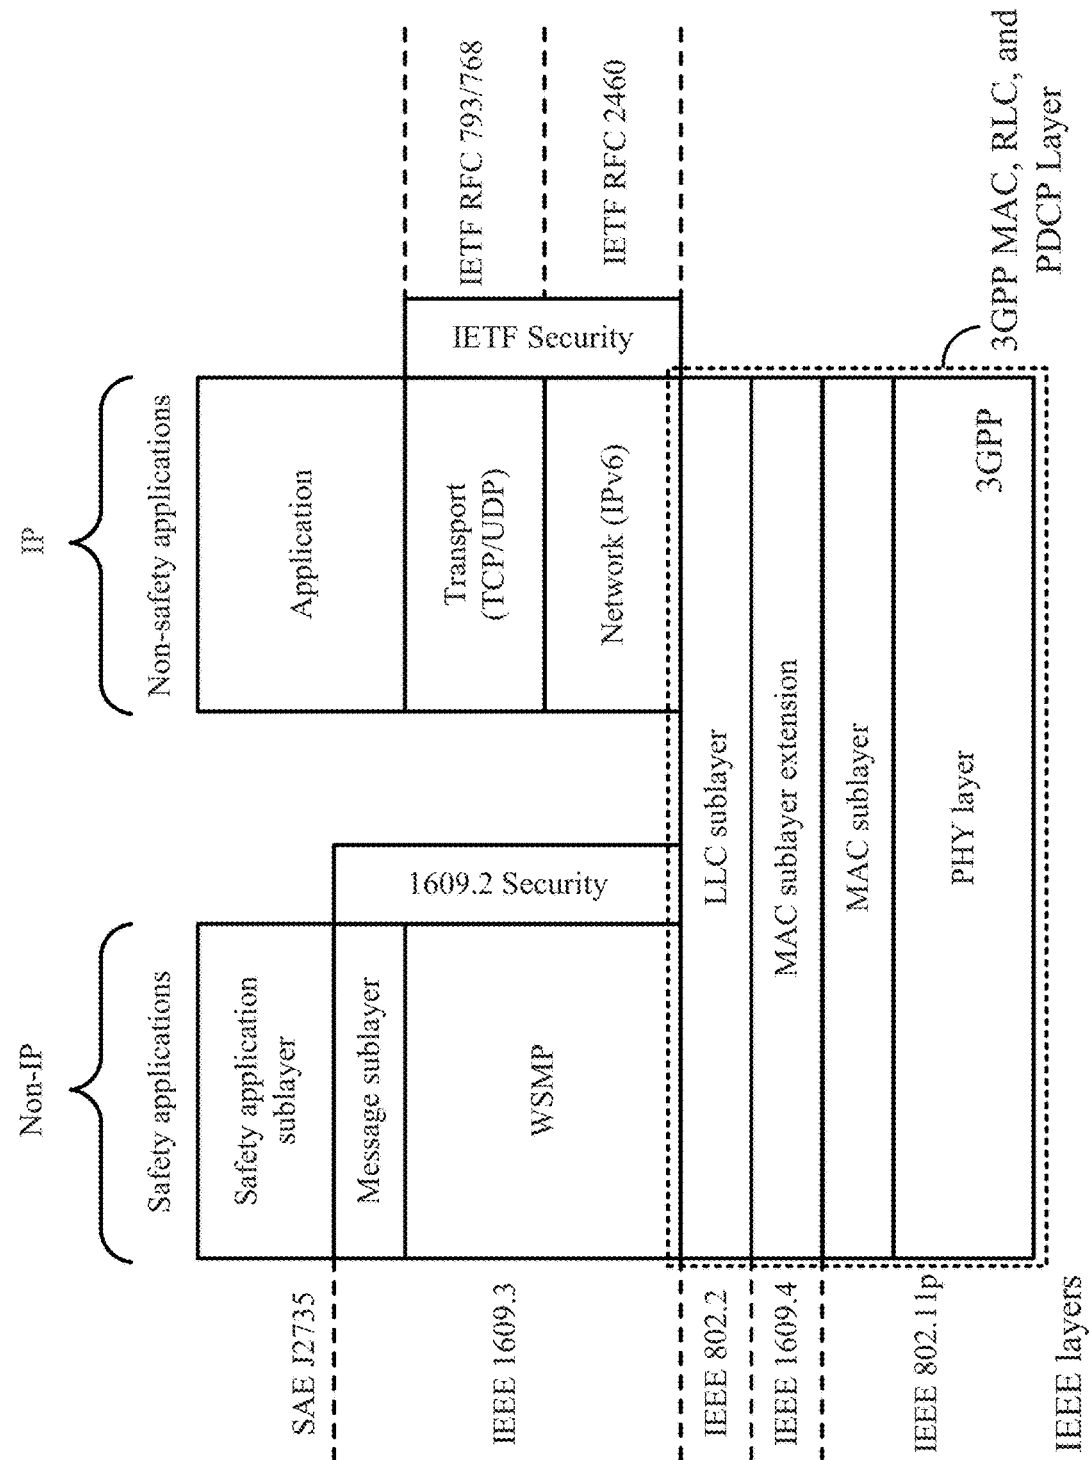 Non-IP
IP
Safety applications
Non-safety applications
SAE J2735
Safety application
sublayer
Application
IEEE 1609.3
Message sublayer
WSMP
1609.2 Security
Transport
(TCP/UDP)
Network (IPv6)
IETF Security
IETF RFC 793/768
IETF RFC 2460
IEEE 802.2
LLC sublayer
IEEE 1609.4
MAC sublayer extension
IEEE 802.11p
MAC sublayer
PHY layer
3GPP
3GPP MAC, RLC, and
PDCP Layer
IEEE layers